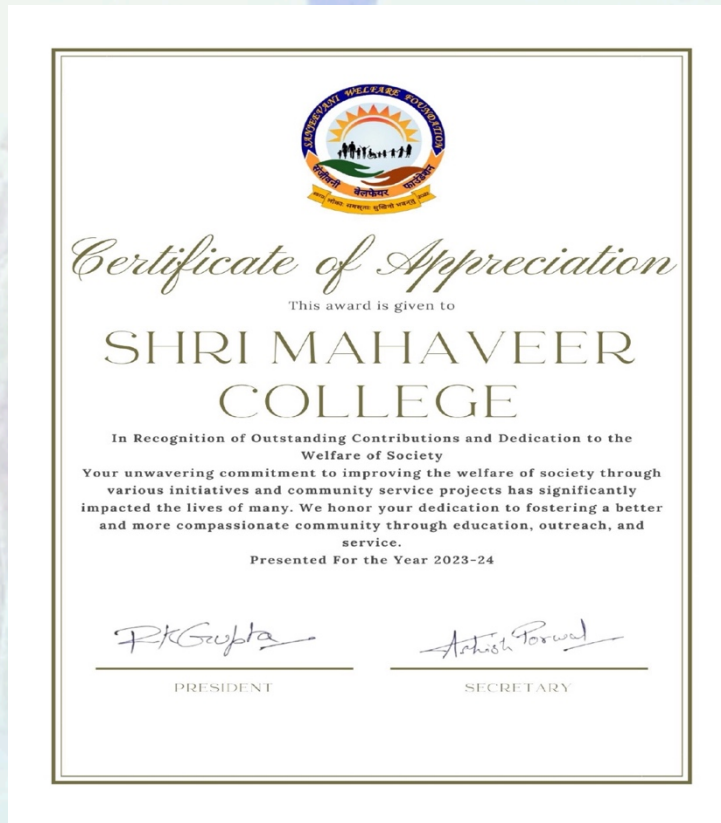 SANJEEVANI WELFARE FOUNDATION
संजीवनी वेलफेयर फाउंडेशन
लोका समस्ता सुखिनो भवन्तु
Certificate of Appreciation
This award is given to
SHRI MAHAVEER
COLLEGE
In Recognition of Outstanding Contributions and Dedication to the
Welfare of Society
Your unwavering commitment to improving the welfare of society through
various initiatives and community service projects has significantly
impacted the lives of many. We honor your dedication to fostering a better
and more compassionate community through education, outreach, and
service.
Presented For the Year 2023-24
RKGupta Ashish Porwal
PRESIDENT SECRETARY